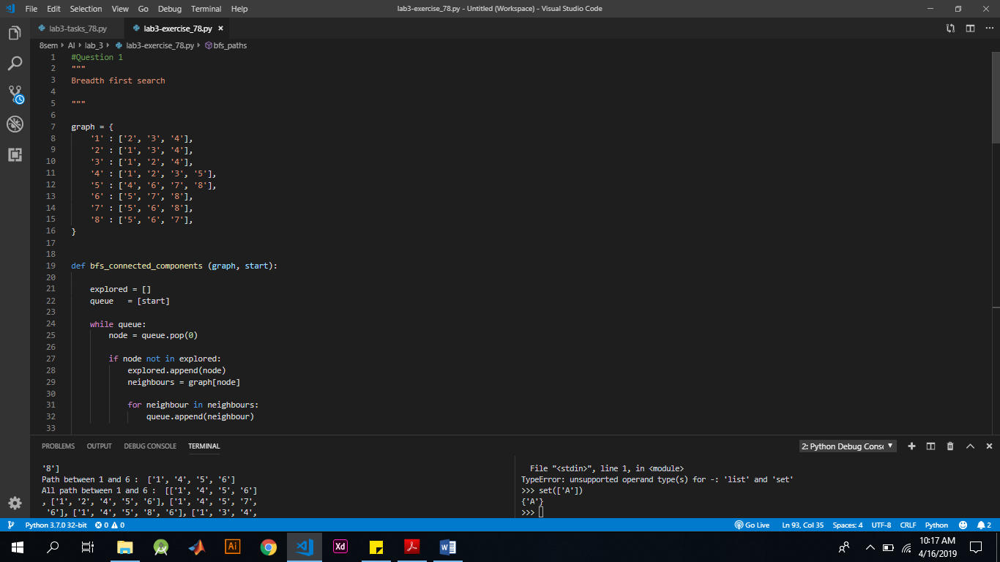 File Edit Selection View Go Debug Terminal Help
lab3-exercise_78.py - Untitled (Workspace) - Visual Studio Code
lab3-tasks_78.py
lab3-exercise_78.py
8sem AI lab_3 lab3-exercise_78.py bfs_paths
1 #Question 1
2 """
3 Breadth first search
4
5 """
6
7 graph = {
8 '1' : ['2', '3', '4'],
9 '2' : ['1', '3', '4'],
10 '3' : ['1', '2', '4'],
11 '4' : ['1', '2', '3', '5'],
12 '5' : ['4', '6', '7', '8'],
13 '6' : ['5', '7', '8'],
14 '7' : ['5', '6', '8'],
15 '8' : ['5', '6', '7'],
16 }
17
18
19 def bfs_connected_components (graph, start):
20
21 explored = []
22 queue = [start]
23
24 while queue:
25 node = queue.pop(0)
26
27 if node not in explored:
28 explored.append(node)
29 neighbours = graph[node]
30
31 for neighbour in neighbours:
32 queue.append(neighbour)
33
PROBLEMS OUTPUT DEBUG CONSOLE TERMINAL
2: Python Debug Consc
'8']
Path between 1 and 6 : ['1', '4', '5', '6']
All path between 1 and 6 : [['1', '4', '5', '6']
, ['1', '2', '4', '5', '6'], ['1', '4', '5', '7',
'6'], ['1', '4', '5', '8', '6'], ['1', '3', '4',
File "<stdin>", line 1, in <module>
TypeError: unsupported operand type(s) for -: 'list' and 'set'
>>> set(['A'])
{'A'}
>>>
Python 3.7.0 32-bit 0 0
Go Live Ln 93, Col 35 Spaces: 4 UTF-8 CRLF Python 2
Ai
Xd
10:17 AM
4/16/2019